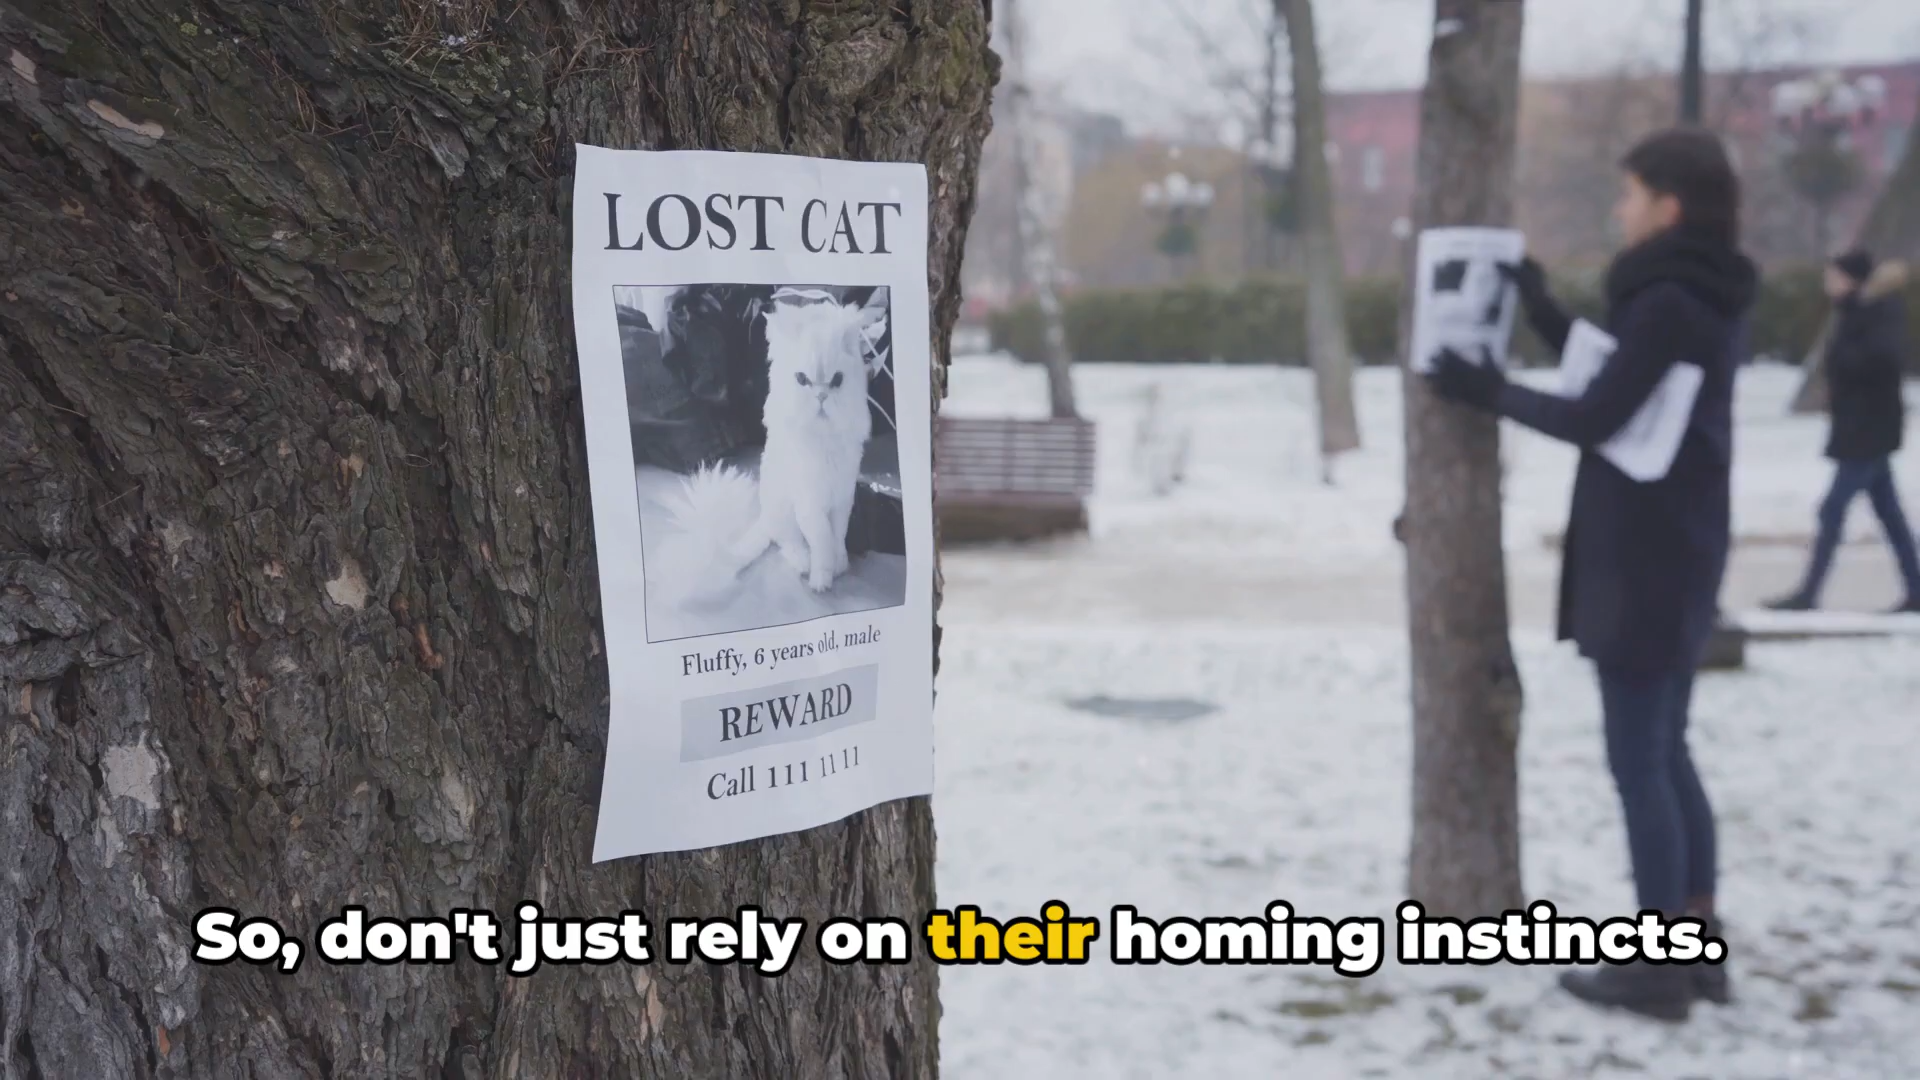 LOST CAT
Fluffy, 6 years old, male
REWARD
Call 111 11 11
So, don't just rely on their homing instincts.